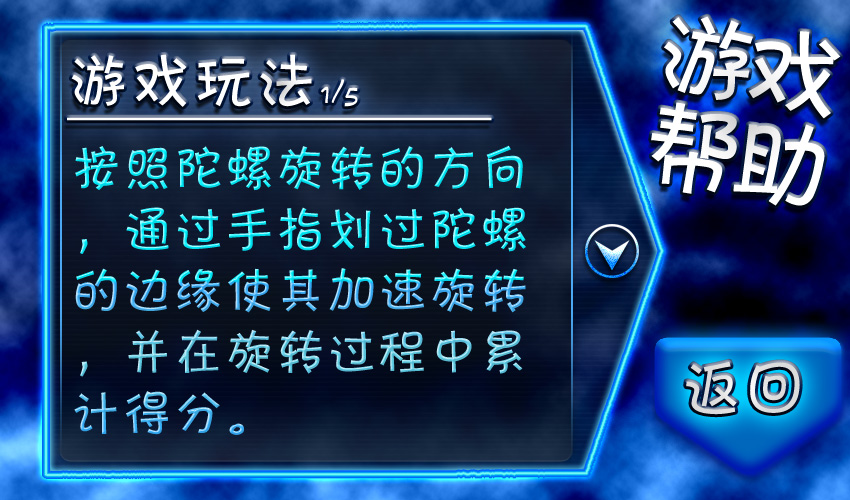 游戏玩法1/5
按照陀螺旋转的方向
，通过手指划过陀螺
的边缘使其加速旋转
，并在旋转过程中累
计得分。
游戏
帮助
返回